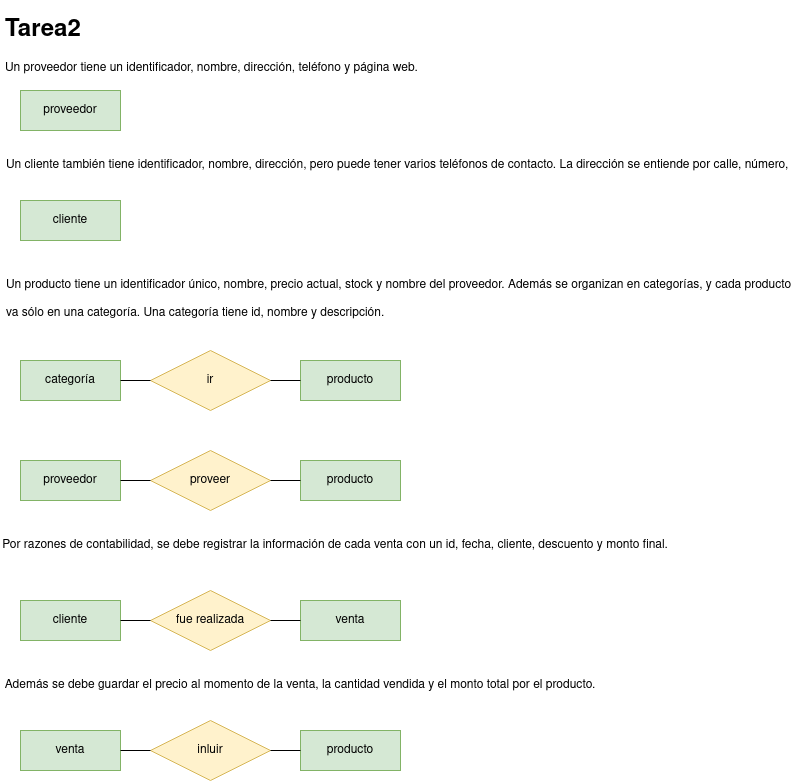 Tarea2
Un proveedor tiene un identificador, nombre, dirección, teléfono y página web.
proveedor
Un cliente también tiene identificador, nombre, dirección, pero puede tener varios teléfonos de contacto. La dirección se entiende por calle, número,
cliente
Un producto tiene un identificador único, nombre, precio actual, stock y nombre del proveedor. Además se organizan en categorías, y cada producto
va sólo en una categoría. Una categoría tiene id, nombre y descripción.
categoría ir producto
proveedor proveer producto
Por razones de contabilidad, se debe registrar la información de cada venta con un id, fecha, cliente, descuento y monto final.
cliente fue realizada venta
Además se debe guardar el precio al momento de la venta, la cantidad vendida y el monto total por el producto.
venta inluir producto